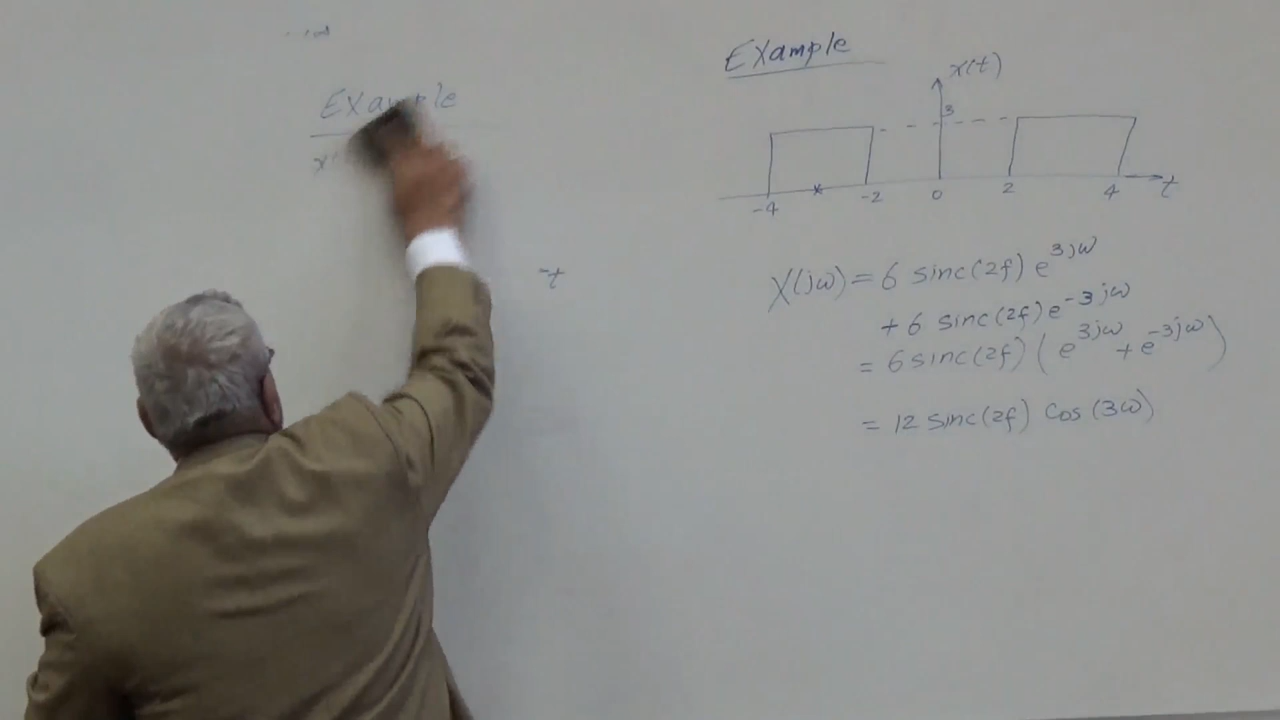 Example
-t
Example
x(t)
3
-4 -2 0 2 4 t
X(jω) = 6 sinc(2f) e^3jω
+ 6 sinc(2f) e^-3jω
= 6 sinc(2f) ( e^3jω + e^-3jω )
= 12 sinc(2f) cos(3ω)